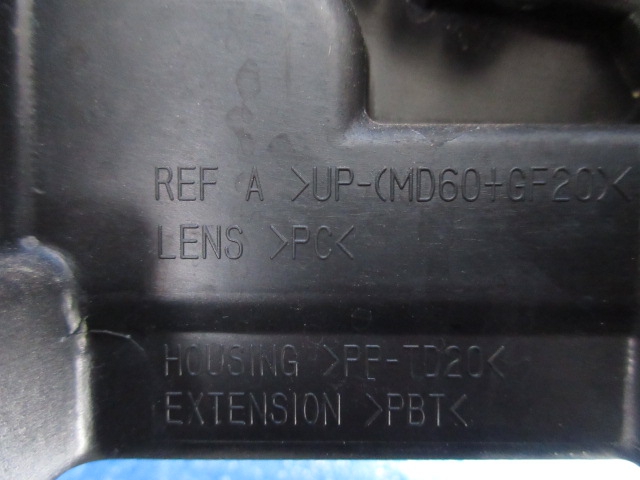 REF A >UP-(MD60+GF20)<
LENS >PC<
HOUSING >PP-TD20<
EXTENSION >PBT<